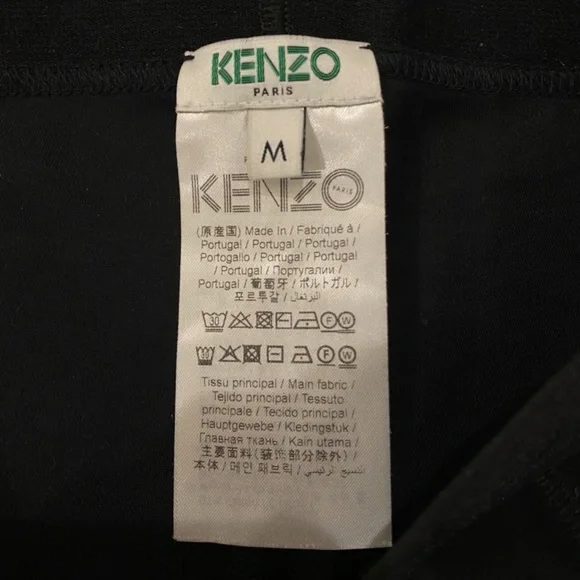 KENZO
PARIS
M
KENZO
PARIS
(原産国) Made In / Fabriqué à /
Portugal / Portugal / Portugal /
Portogallo / Portugal / Portugal
/ Portugal / Португалии /
Portugal / 葡萄牙 / ポルトガル /
포르투갈 / البرتغال
30
F W
30
F W
Tissu principal / Main fabric /
Tejido principal / Tessuto
principale / Tecido principal /
Hauptgewebe / Kledingstuk /
Главная ткань / Kain utama /
主要面料(装饰部分除外) /
本体 / 메인 패브릭 / النسيج الرئيسي